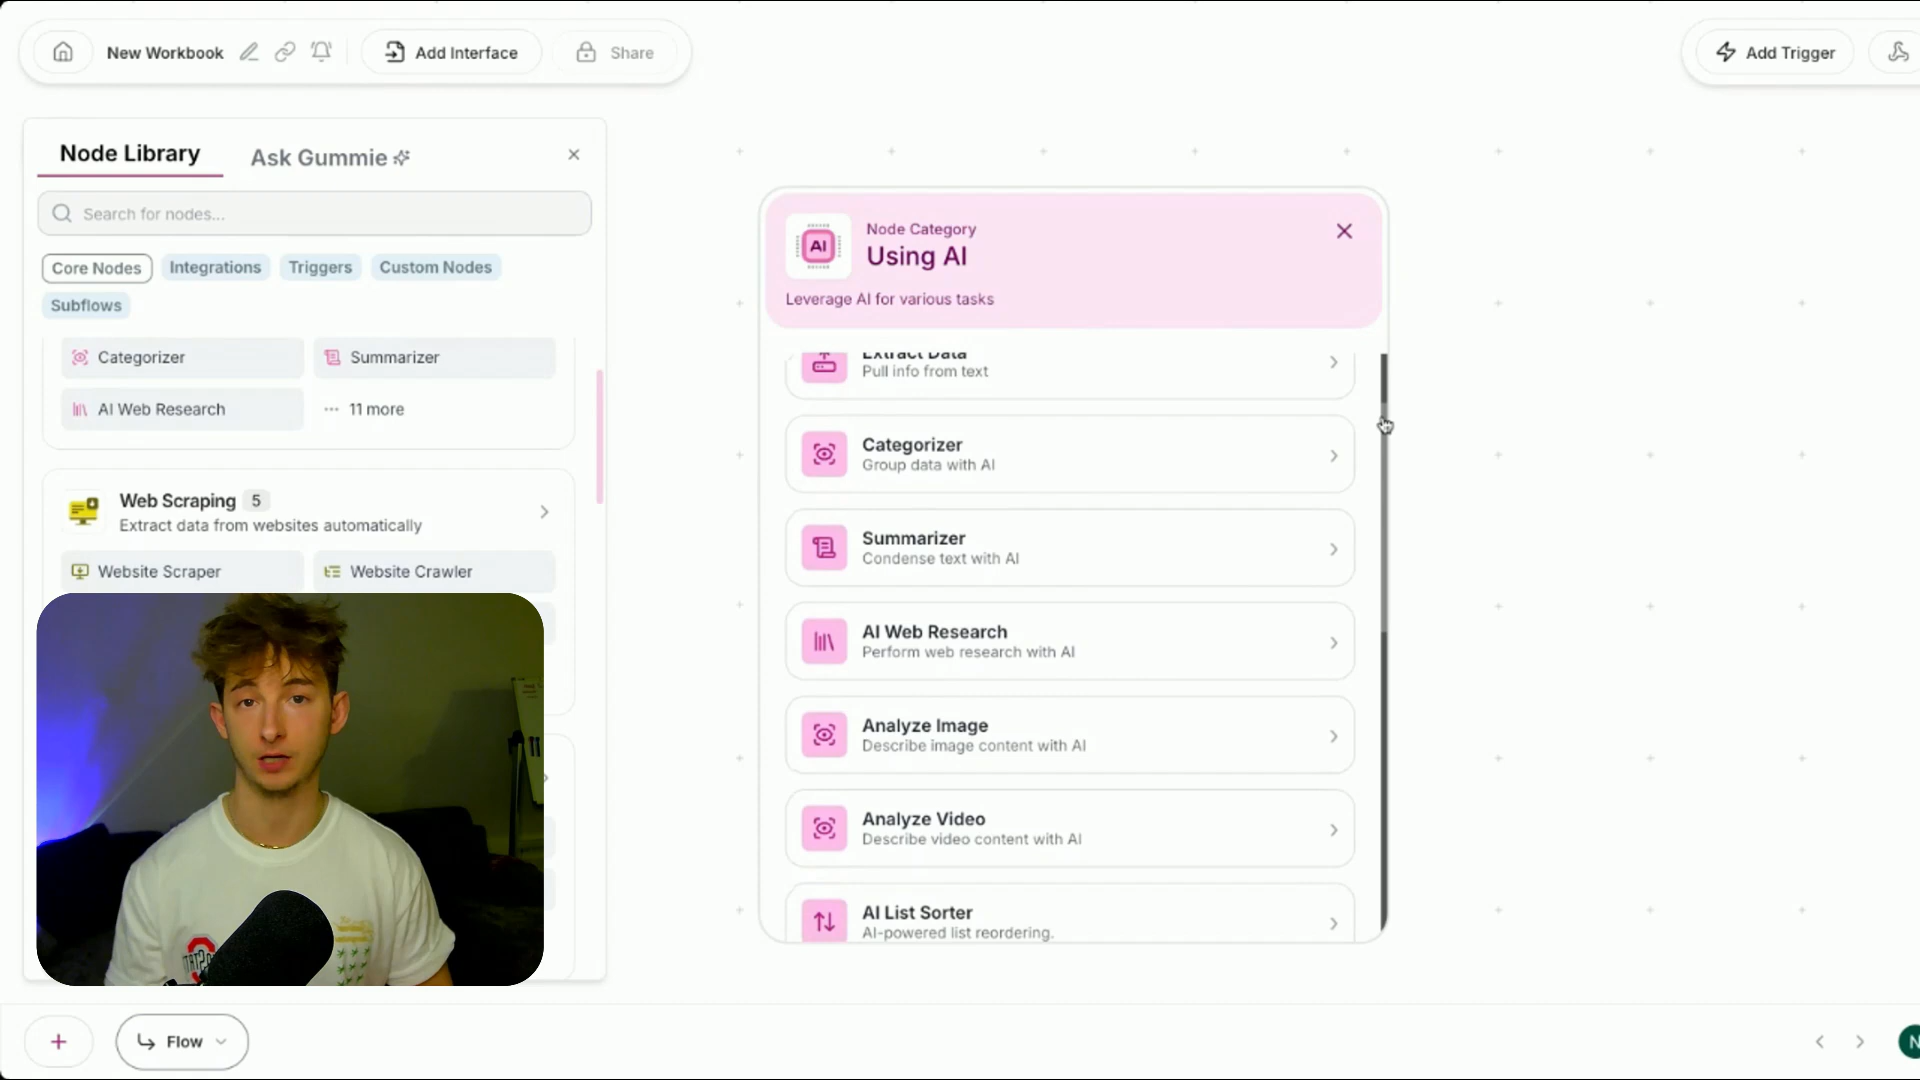 New Workbook
Add Interface
Share
Add Trigger
Node Library
Ask Gummie
Search for nodes...
Core Nodes
Integrations
Triggers
Custom Nodes
Subflows
Categorizer
Summarizer
AI Web Research
··· 11 more
Web Scraping 5
Extract data from websites automatically
Website Scraper
Website Crawler
AI
Node Category
Using AI
Leverage AI for various tasks
Extract Data
Pull info from text
Categorizer
Group data with AI
Summarizer
Condense text with AI
AI Web Research
Perform web research with AI
Analyze Image
Describe image content with AI
Analyze Video
Describe video content with AI
AI List Sorter
AI-powered list reordering.
Flow
N